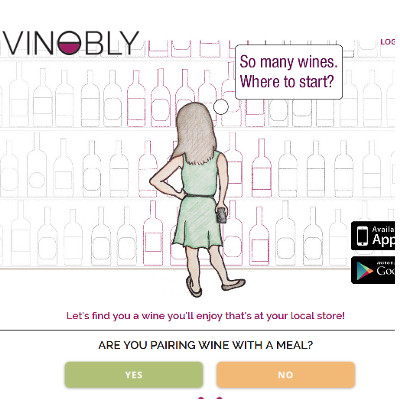 VINOBLY
LOG
So many wines.
Where to start?
Availa
App
Goo
Let's find you a wine you'll enjoy that's at your local store!
ARE YOU PAIRING WINE WITH A MEAL?
YES
NO